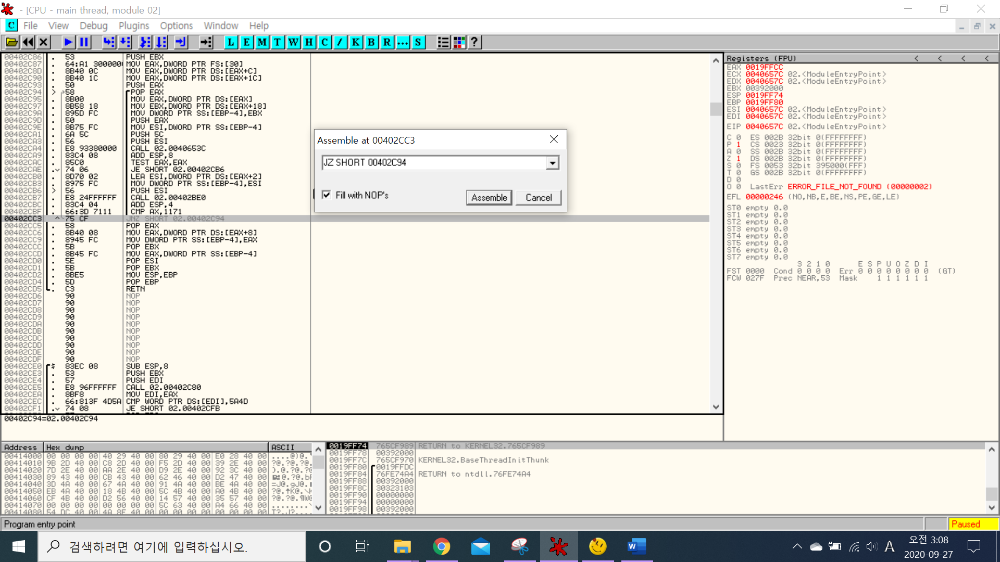 - [CPU - main thread, module 02]
C File View Debug Plugins Options Window Help
L E M T W H C / K B R ... S ?
00402C86 . 53 PUSH EBX
00402C87 . 64:A1 3000000 MOV EAX,DWORD PTR FS:[30]
00402C8D . 8B40 0C MOV EAX,DWORD PTR DS:[EAX+C]
00402C90 . 8B40 1C MOV EAX,DWORD PTR DS:[EAX+1C]
00402C93 . 50 PUSH EAX
00402C94 > 58 POP EAX
00402C95 . 8B00 MOV EAX,DWORD PTR DS:[EAX]
00402C97 . 8B58 18 MOV EBX,DWORD PTR DS:[EAX+18]
00402C9A . 895D FC MOV DWORD PTR SS:[EBP-4],EBX
00402C9D . 50 PUSH EAX
00402C9E . 8B75 FC MOV ESI,DWORD PTR SS:[EBP-4]
00402CA1 . 6A 5C PUSH 5C
00402CA3 . 56 PUSH ESI
00402CA4 . E8 93380000 CALL 02.0040653C
00402CA9 . 83C4 08 ADD ESP,8
00402CAC . 85C0 TEST EAX,EAX
00402CAE . 74 06 JE SHORT 02.00402CB6
00402CB0 . 8D70 02 LEA ESI,DWORD PTR DS:[EAX+2]
00402CB3 . 8975 FC MOV DWORD PTR SS:[EBP-4],ESI
00402CB6 > 56 PUSH ESI
00402CB7 . E8 24FFFFFF CALL 02.00402BE0
00402CBC . 83C4 04 ADD ESP,4
00402CBF . 66:3D 7111 CMP AX,1171
00402CC3 .^ 75 CF JNZ SHORT 02.00402C94
00402CC5 . 58 POP EAX
00402CC6 . 8B40 08 MOV EAX,DWORD PTR DS:[EAX+8]
00402CC9 . 8945 FC MOV DWORD PTR SS:[EBP-4],EAX
00402CCC . 5B POP EBX
00402CCD . 8B45 FC MOV EAX,DWORD PTR SS:[EBP-4]
00402CD0 . 5E POP ESI
00402CD1 . 5B POP EBX
00402CD2 . 8BE5 MOV ESP,EBP
00402CD4 . 5D POP EBP
00402CD5 . C3 RETN
00402CD6 90 NOP
00402CD7 90 NOP
00402CD8 90 NOP
00402CD9 90 NOP
00402CDA 90 NOP
00402CDB 90 NOP
00402CDC 90 NOP
00402CDD 90 NOP
00402CDE 90 NOP
00402CDF 90 NOP
00402CE0 $ 83EC 08 SUB ESP,8
00402CE3 . 53 PUSH EBX
00402CE4 . 57 PUSH EDI
00402CE5 . E8 96FFFFFF CALL 02.00402C80
00402CEA . 8BF8 MOV EDI,EAX
00402CEC . 66:813F 4D5A CMP WORD PTR DS:[EDI],5A4D
00402CF1 . 74 08 JE SHORT 02.00402CFB
00402C94=02.00402C94
Assemble at 00402CC3
JZ SHORT 00402C94
Fill with NOP's
Assemble Cancel
Registers (FPU) < < < <
EAX 0019FFCC
ECX 0040657C 02.<ModuleEntryPoint>
EDX 0040657C 02.<ModuleEntryPoint>
EBX 00392000
ESP 0019FF74
EBP 0019FF80
ESI 0040657C 02.<ModuleEntryPoint>
EDI 0040657C 02.<ModuleEntryPoint>
EIP 0040657C 02.<ModuleEntryPoint>
C 0 ES 002B 32bit 0(FFFFFFFF)
P 1 CS 0023 32bit 0(FFFFFFFF)
A 0 SS 002B 32bit 0(FFFFFFFF)
Z 1 DS 002B 32bit 0(FFFFFFFF)
S 0 FS 0053 32bit 395000(FFF)
T 0 GS 002B 32bit 0(FFFFFFFF)
D 0
O 0 LastErr ERROR_FILE_NOT_FOUND (00000002)
EFL 00000246 (NO,NB,E,BE,NS,PE,GE,LE)
ST0 empty 0.0
ST1 empty 0.0
ST2 empty 0.0
ST3 empty 0.0
ST4 empty 0.0
ST5 empty 0.0
ST6 empty 0.0
ST7 empty 0.0
3 2 1 0 E S P U O Z D I
FST 0000 Cond 0 0 0 0 Err 0 0 0 0 0 0 0 0 (GT)
FCW 027F Prec NEAR,53 Mask 1 1 1 1 1 1
Address Hex dump ASCII
00414000 00 00 00 00 40 29 40 00 80 29 40 00 E0 28 40 00 ....@)@.
00414010 9B 2D 40 00 C8 2D 40 00 F5 2D 40 00 39 2E 40 00 ?@.?@.?@.
00414020 7D 2E 40 00 AA 2E 40 00 D9 2E 40 00 92 3C 40 00 }.@.?@.?@.
00414030 89 43 40 00 CB 43 40 00 62 46 40 00 D2 47 40 00
00414040 3D 4A 40 00 67 4A 40 00 91 4A 40 00 BE 4A 40 00 =J@.gJ@.
00414050 EB 4A 40 00 18 4B 40 00 5C 4B 40 00 A0 4B 40 00 ?@.↑K@.\K
00414060 CF 4B 40 00 D2 56 40 00 14 57 40 00 35 57 40 00 ?@.?@.¶W@
00414070 00 00 00 00 00 00 00 00 5C 63 40 00 A4 66 40 00 ........\
00414080 54 DC 40 00 4A 8F 40 00 00 00 00 00 00 00 00 00
0019FF74 765CF989 RETURN to KERNEL32.765CF989
0019FF78 00392000
0019FF7C 765CF970 KERNEL32.BaseThreadInitThunk
0019FF80 0019FFDC
0019FF84 76FE74A4 RETURN to ntdll.76FE74A4
0019FF88 00392000
0019FF8C 30323103
0019FF90 00000000
0019FF94 00000000
0019FF98 00392000
Program entry point Paused
검색하려면 여기에 입력하십시오.
W A 오전 3:08
2020-09-27